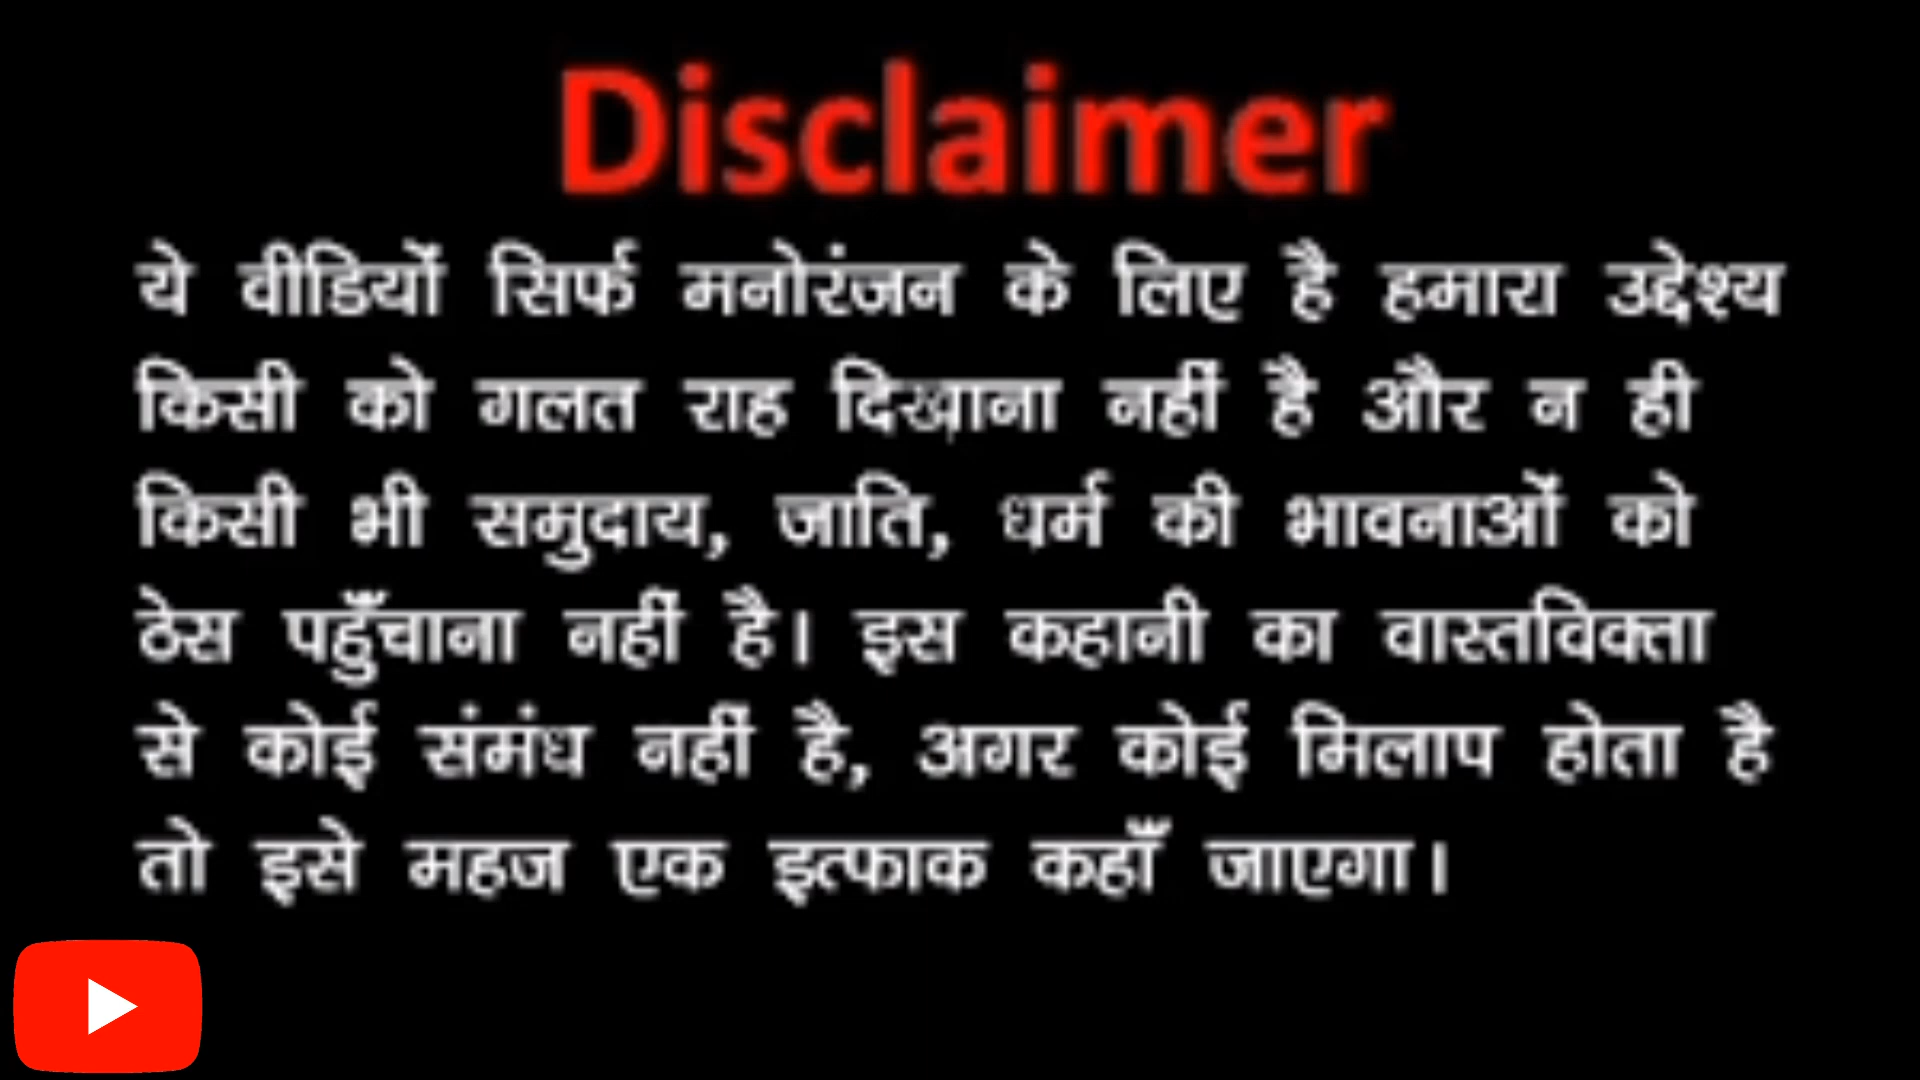 Disclaimer
ये वीडियों सिर्फ मनोरंजन के लिए है हमारा उद्देश्य
किसी को गलत राह दिखाना नहीं है और न ही
किसी भी समुदाय, जाति, धर्म की भावनाओं को
ठेस पहुँचाना नहीं है। इस कहानी का वास्तविक्ता
से कोई संमंध नहीं है, अगर कोई मिलाप होता है
तो इसे महज एक इत्फाक कहाँ जाएगा।